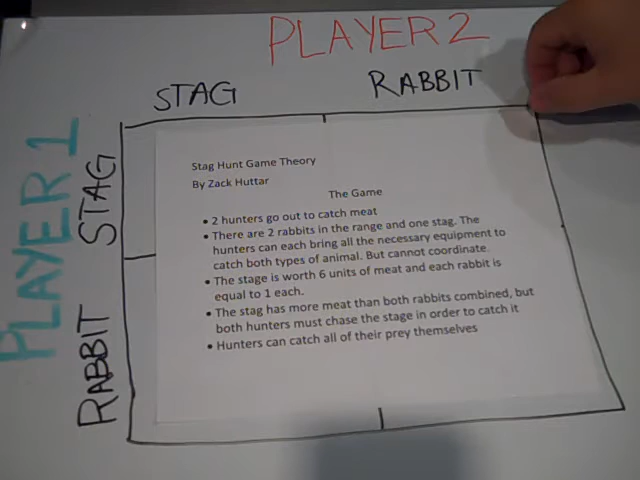 PLAYER 2
STAG RABBIT
PLAYER 1
STAG
RABBIT
Stag Hunt Game Theory
By Zack Huttar
The Game
• 2 hunters go out to catch meat
• There are 2 rabbits in the range and one stag. The
hunters can each bring all the necessary equipment to
catch both types of animal. But cannot coordinate.
• The stage is worth 6 units of meat and each rabbit is
equal to 1 each.
• The stag has more meat than both rabbits combined, but
both hunters must chase the stage in order to catch it
• Hunters can catch all of their prey themselves